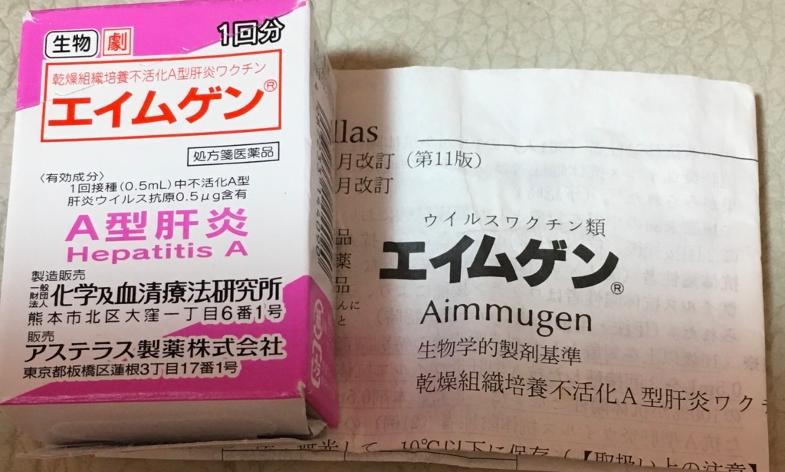 生物 劇 1回分
乾燥組織培養不活化A型肝炎ワクチン
エイムゲン®
処方箋医薬品
〈有効成分〉
1回接種(0.5mL)中不活化A型
肝炎ウイルス抗原0.5μg含有
A型肝炎
Hepatitis A
製造販売
一般財団法人 化学及血清療法研究所
熊本市北区大窪一丁目6番1号
販売
アステラス製薬株式会社
東京都板橋区蓮根3丁目17番1号
llas
月改訂(第11版)
月改訂
品
薬
品
んに
と
ウイルスワクチン類
エイムゲン®
Aimmugen
生物学的製剤基準
乾燥組織培養不活化A型肝炎ワク
10℃以下に保存(【取扱い上の注意】